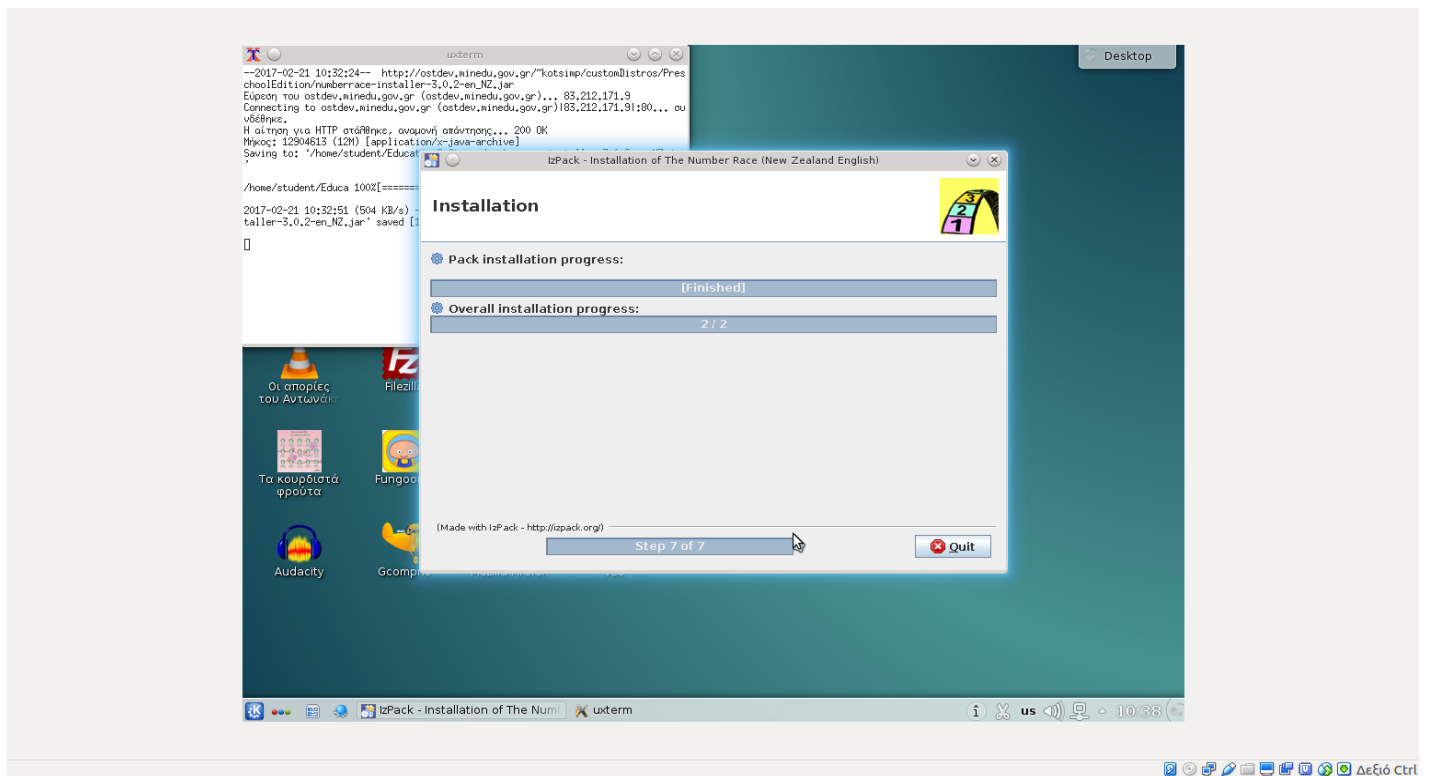 uxterm
--2017-02-21 10:32:24-- http://ostdev.minedu.gov.gr/~kotsimp/customDistros/Pres
choolEdition/numberrace-installer-3.0.2-en_NZ.jar
Εύρεση του ostdev.minedu.gov.gr (ostdev.minedu.gov.gr)... 83.212.171.9
Connecting to ostdev.minedu.gov.gr (ostdev.minedu.gov.gr)|83.212.171.9|:80... συ
νδέθηκε.
Η αίτηση για HTTP στάλθηκε, αναμονή απάντησης... 200 OK
Μήκος: 12904613 (12M) [application/x-java-archive]
Saving to: ‘/home/student/Educat
’
/home/student/Educa 100%[=======
2017-02-21 10:32:51 (504 KB/s) -
taller-3.0.2-en_NZ.jar’ saved [1
Desktop
IzPack - Installation of The Number Race (New Zealand English)
Installation
3
2
1
Pack installation progress:
[Finished]
Overall installation progress:
2 / 2
(Made with IzPack - http://izpack.org/)
Step 7 of 7
Quit
Οι απορίες
του Αντωνάκη
Filezill
Τα κουρδιστά
φρούτα
Fungoo
Audacity
Gcompri
IzPack - Installation of The Num
uxterm
us
10:38
Δεξιό Ctrl